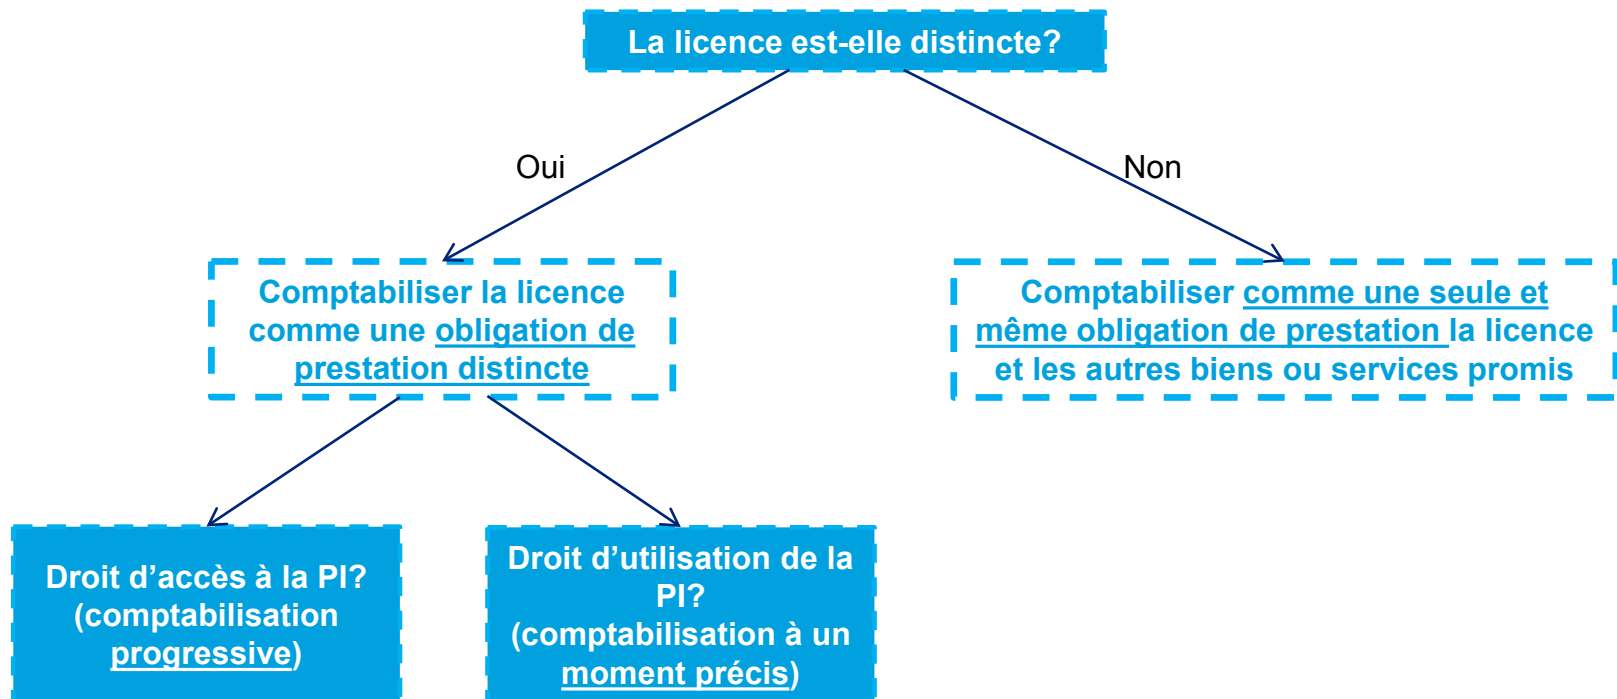 La licence est-elle distincte?
Oui
Non
Comptabiliser la licence
comme une obligation de
prestation distincte
Comptabiliser comme une seule et
même obligation de prestation la licence
et les autres biens ou services promis
Droit d’accès à la PI?
(comptabilisation
progressive)
Droit d’utilisation de la
PI?
(comptabilisation à un
moment précis)